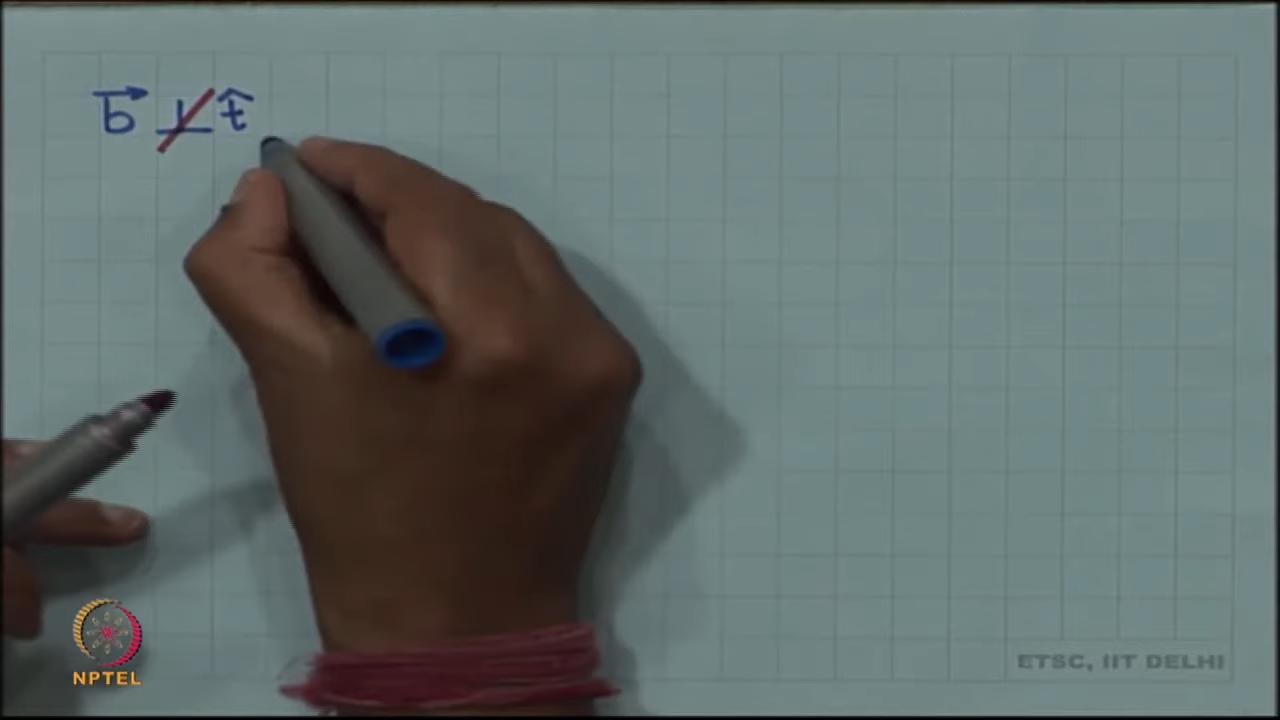 b⃗ ⊥̸ t̂
NPTEL
ETSC, IIT DELHI